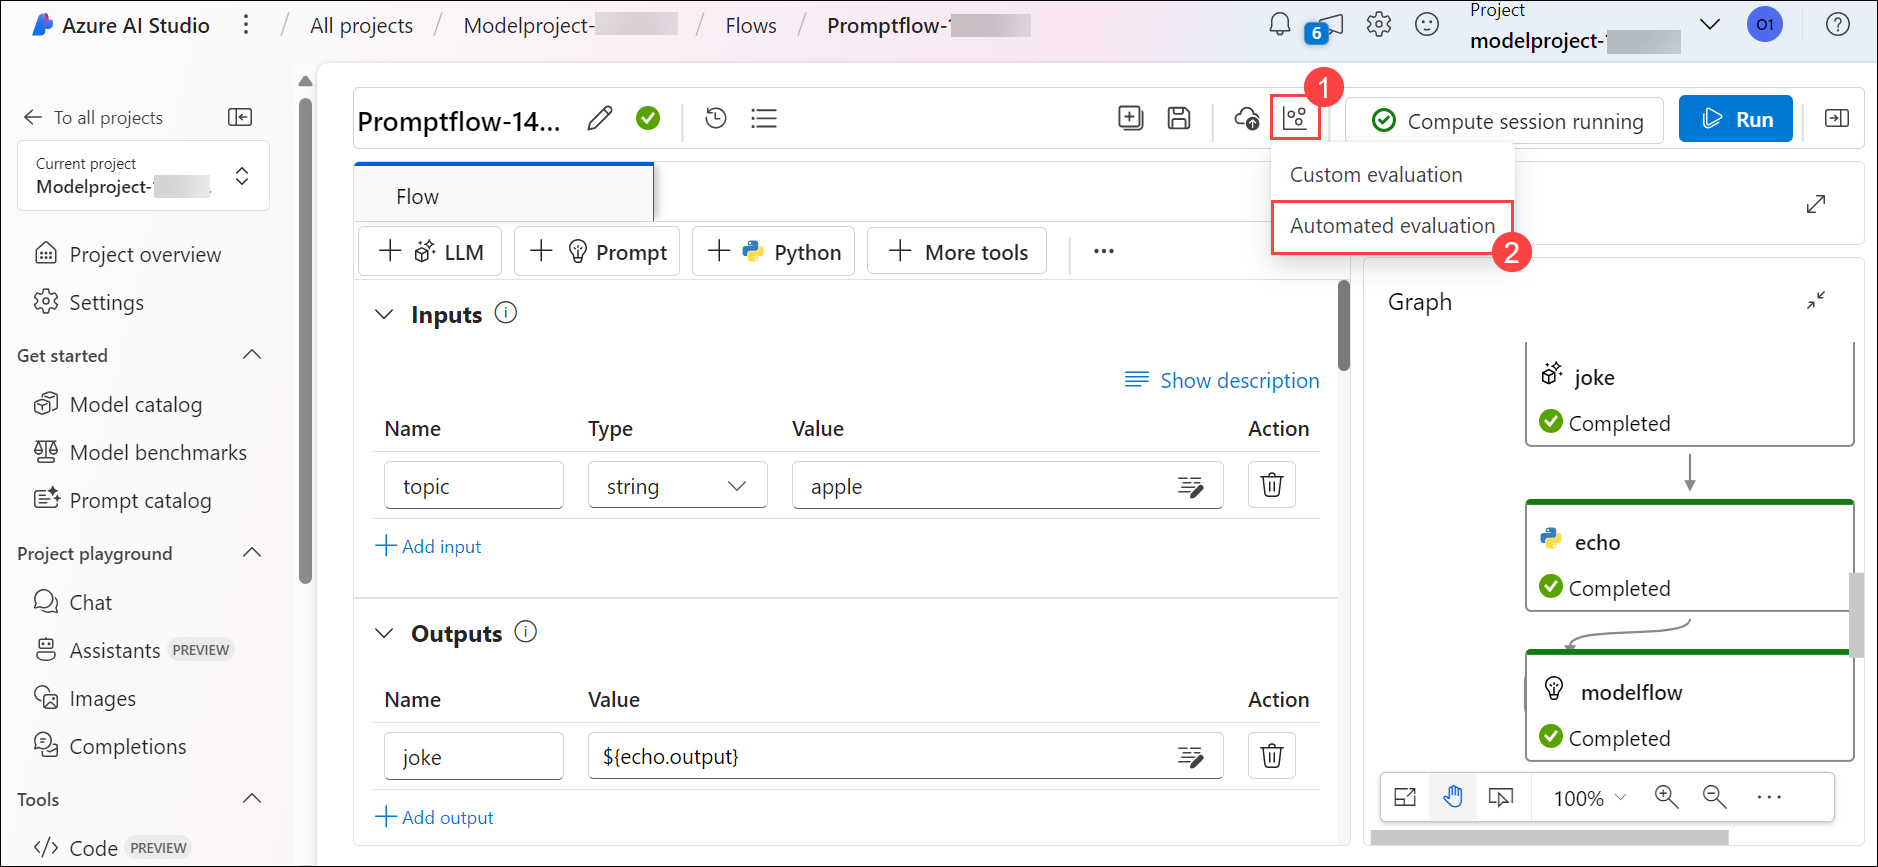 Azure AI Studio / All projects / Modelproject- / Flows / Promptflow-
6
Project
modelproject-
O1
To all projects
Current project
Modelproject-
Project overview
Settings
Get started
Model catalog
Model benchmarks
Prompt catalog
Project playground
Chat
Assistants PREVIEW
Images
Completions
Tools
Code PREVIEW
Promptflow-14...
1
Compute session running
Run
Custom evaluation
Automated evaluation
2
Flow
LLM
Prompt
Python
More tools
Inputs
Show description
Name Type Value Action
topic string apple
Add input
Outputs
Name Value Action
joke ${echo.output}
Add output
Graph
joke
Completed
echo
Completed
modelflow
Completed
100%